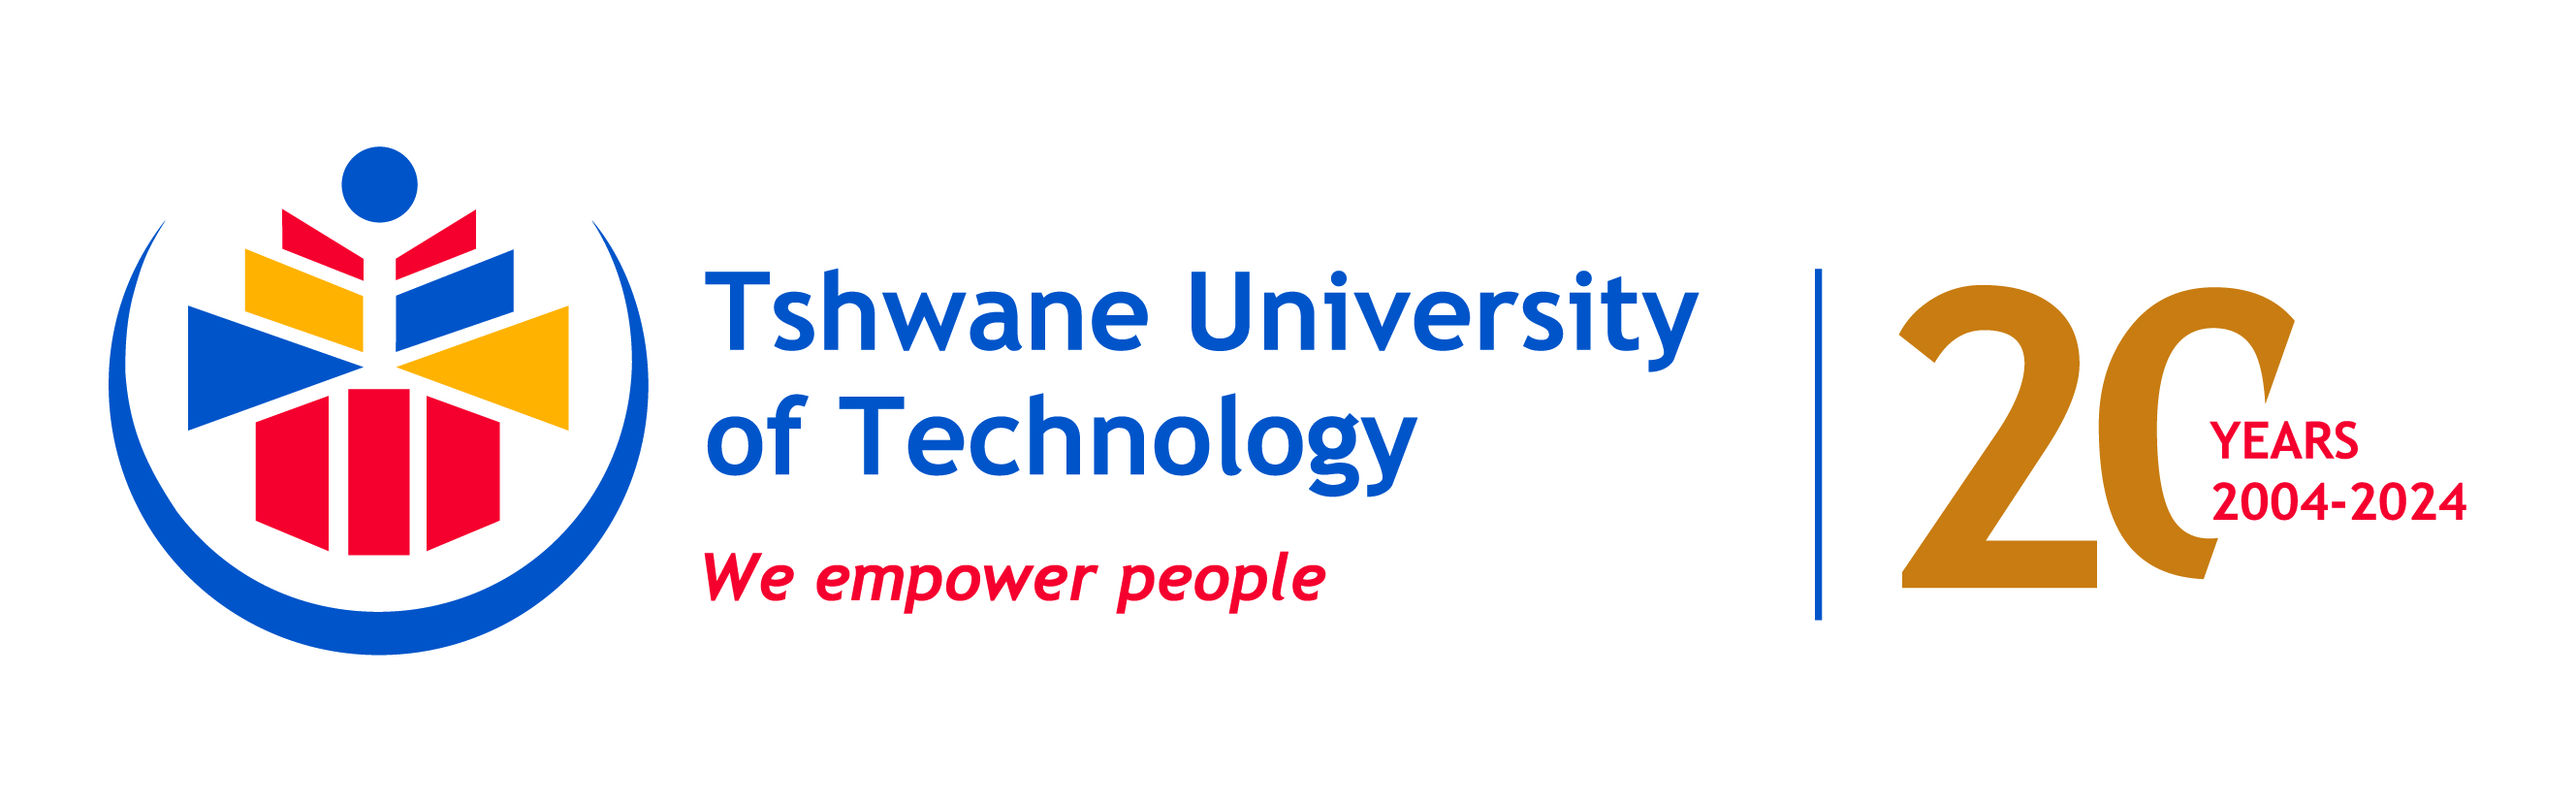 Tshwane University
of Technology
We empower people
20
YEARS
2004-2024